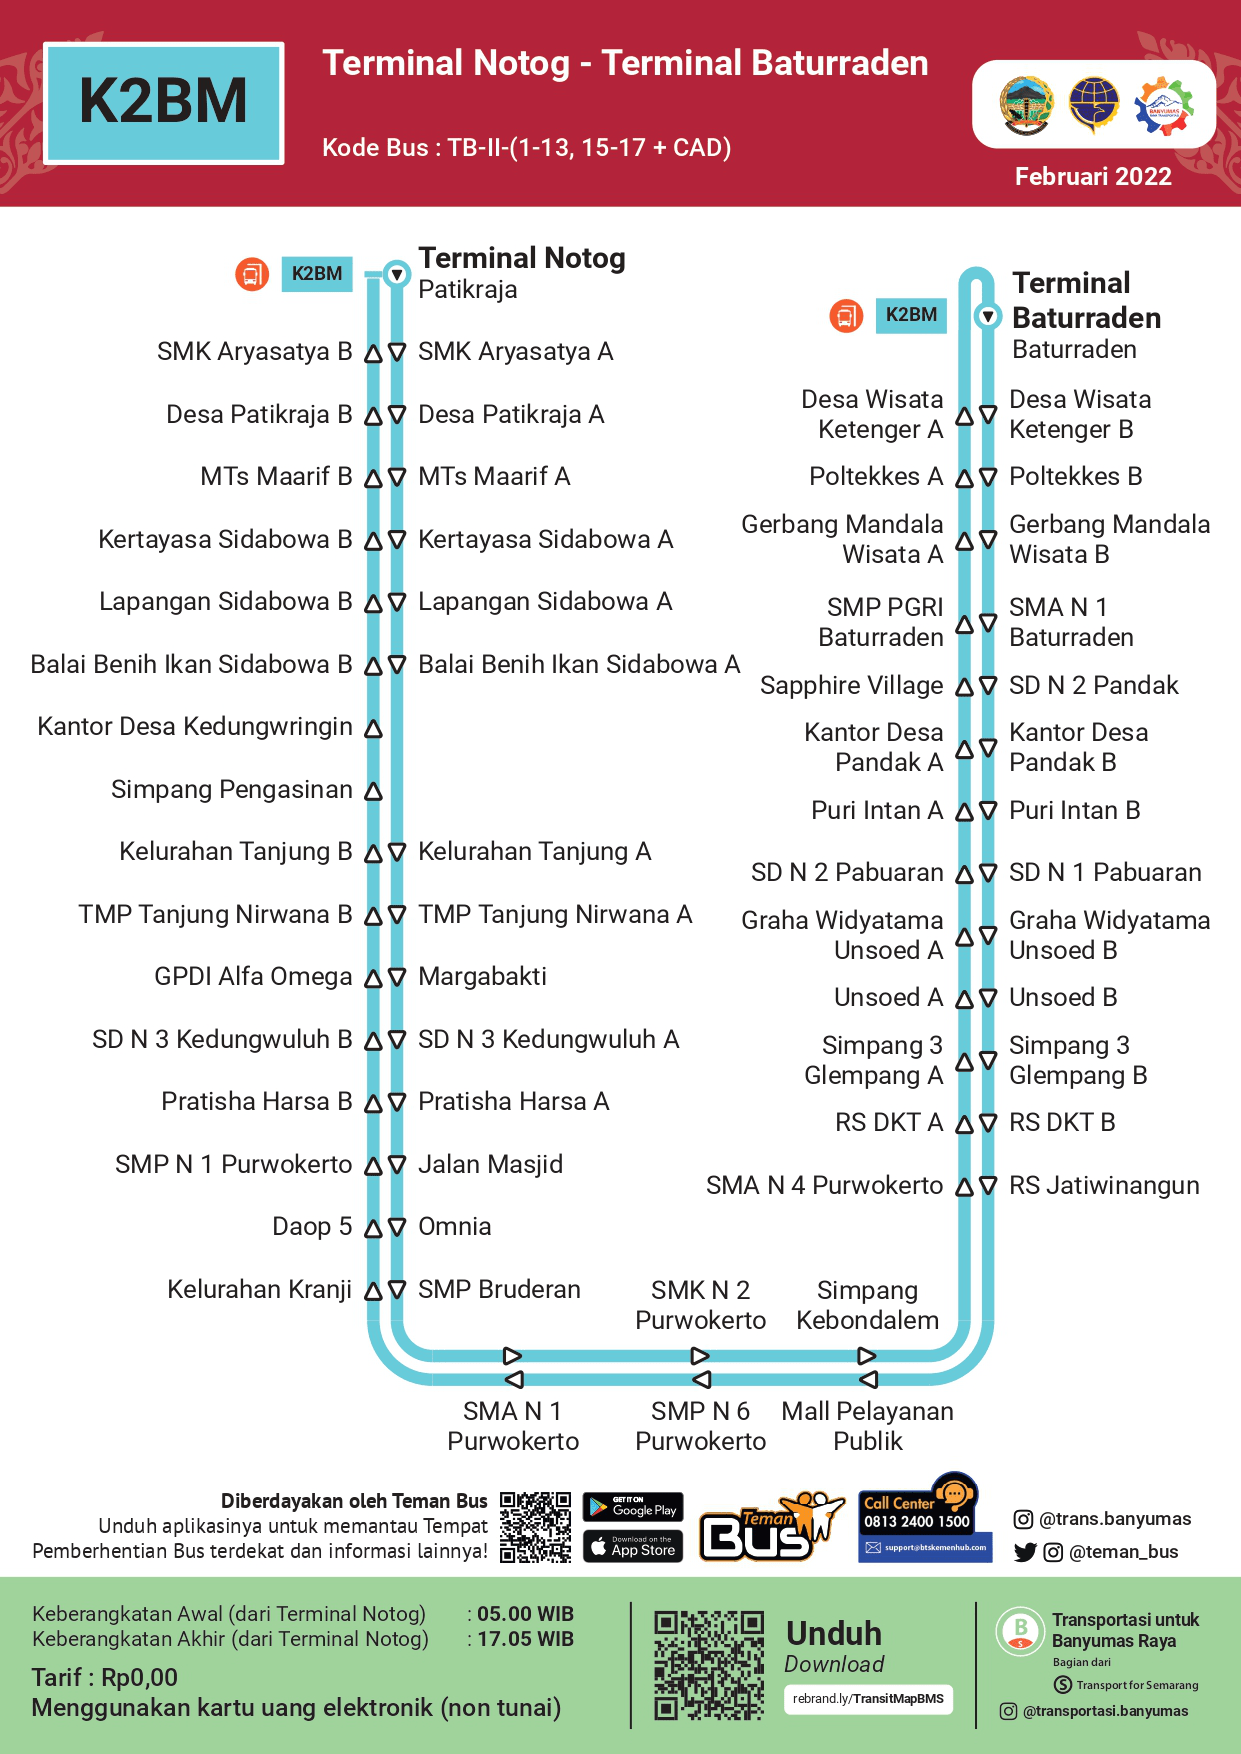 K2BM
Terminal Notog - Terminal Baturraden
Kode Bus : TB-II-(1-13, 15-17 + CAD)
Februari 2022
K2BM
Terminal Notog
Patikraja
SMK Aryasatya B
SMK Aryasatya A
Desa Patikraja B
Desa Patikraja A
MTs Maarif B
MTs Maarif A
Kertayasa Sidabowa B
Kertayasa Sidabowa A
Lapangan Sidabowa B
Lapangan Sidabowa A
Balai Benih Ikan Sidabowa B
Balai Benih Ikan Sidabowa A
Kantor Desa Kedungwringin
Simpang Pengasinan
Kelurahan Tanjung B
Kelurahan Tanjung A
TMP Tanjung Nirwana B
TMP Tanjung Nirwana A
GPDI Alfa Omega
Margabakti
SD N 3 Kedungwuluh B
SD N 3 Kedungwuluh A
Pratisha Harsa B
Pratisha Harsa A
SMP N 1 Purwokerto
Jalan Masjid
Daop 5
Omnia
Kelurahan Kranji
SMP Bruderan
SMK N 2
Purwokerto
Simpang
Kebondalem
SMA N 1
Purwokerto
SMP N 6
Purwokerto
Mall Pelayanan
Publik
K2BM
Terminal
Baturraden
Baturraden
Desa Wisata
Ketenger A
Desa Wisata
Ketenger B
Poltekkes A
Poltekkes B
Gerbang Mandala
Wisata A
Gerbang Mandala
Wisata B
SMP PGRI
Baturraden
SMA N 1
Baturraden
Sapphire Village
SD N 2 Pandak
Kantor Desa
Pandak A
Kantor Desa
Pandak B
Puri Intan A
Puri Intan B
SD N 2 Pabuaran
SD N 1 Pabuaran
Graha Widyatama
Unsoed A
Graha Widyatama
Unsoed B
Unsoed A
Unsoed B
Simpang 3
Glempang A
Simpang 3
Glempang B
RS DKT A
RS DKT B
SMA N 4 Purwokerto
RS Jatiwinangun
Diberdayakan oleh Teman Bus
Unduh aplikasinya untuk memantau Tempat
Pemberhentian Bus terdekat dan informasi lainnya!
GET IT ON
Google Play
Download on the
App Store
Teman
Bus
Call Center
0813 2400 1500
support@btskemenhub.com
@trans.banyumas
@teman_bus
Keberangkatan Awal (dari Terminal Notog) : 05.00 WIB
Keberangkatan Akhir (dari Terminal Notog) : 17.05 WIB
Tarif : Rp0,00
Menggunakan kartu uang elektronik (non tunai)
Unduh
Download
rebrand.ly/TransitMapBMS
B
S
Transportasi untuk
Banyumas Raya
Bagian dari
S Transport for Semarang
@transportasi.banyumas